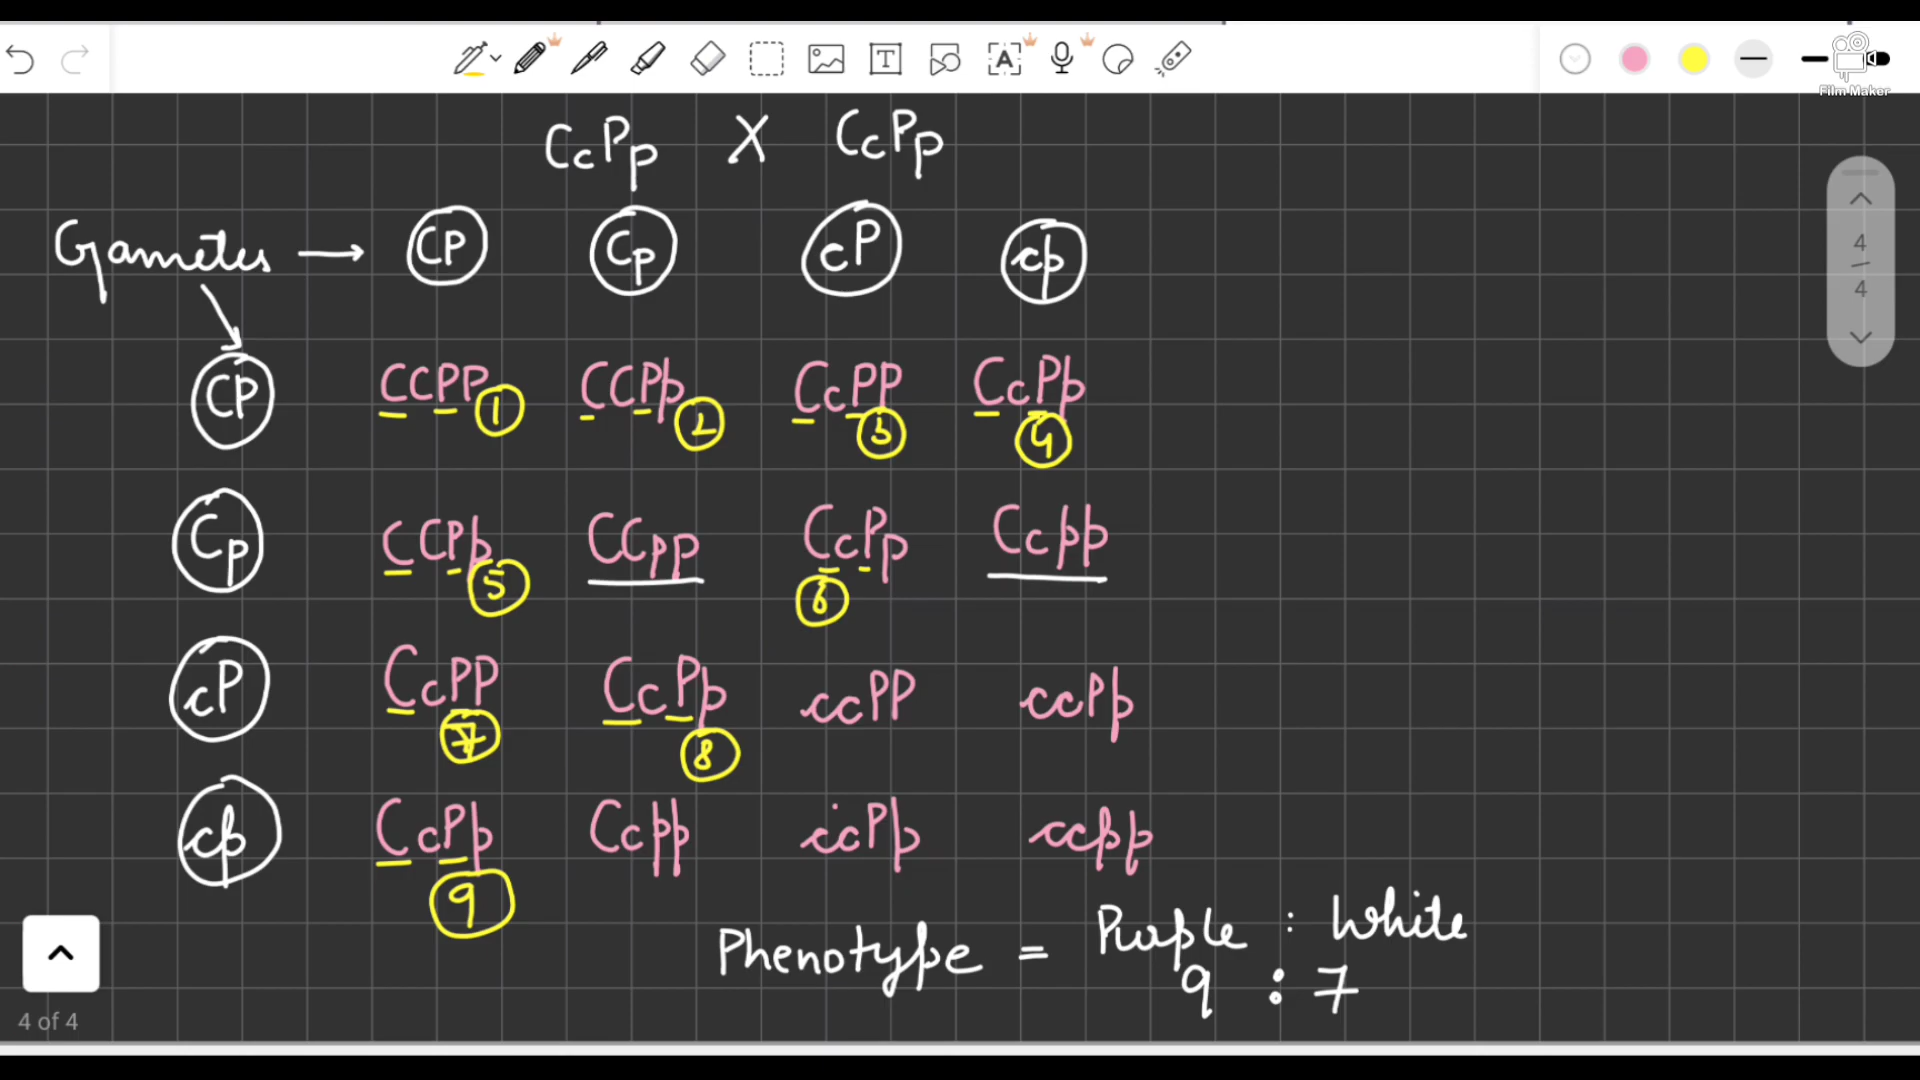 Film Maker
CcPp X CcPp
Gametes → CP Cp cP cp
CP CCPP 1 CCPp 2 CcPP 3 CcPp 4
Cp CCPp 5 CCpp CcPp 6 Ccpp
cP CcPP 7 CcPp 8 ccPP ccPp
cp CcPp 9 Ccpp ccPp ccpp
Phenotype = Purple : White
9 : 7
4
4
4 of 4